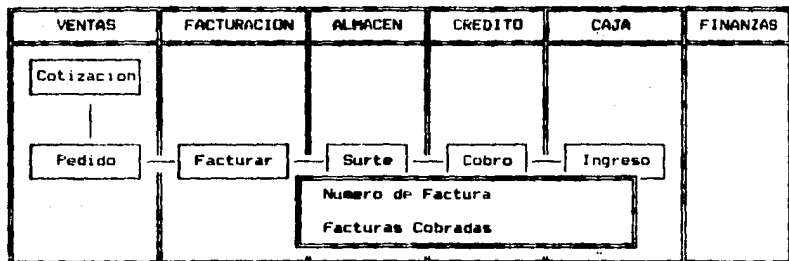 VENTAS FACTURACION ALMACEN CREDITO CAJA FINANZAS
Cotizacion
Pedido Facturar Surte Cobro Ingreso
Numero de Factura
Facturas Cobradas